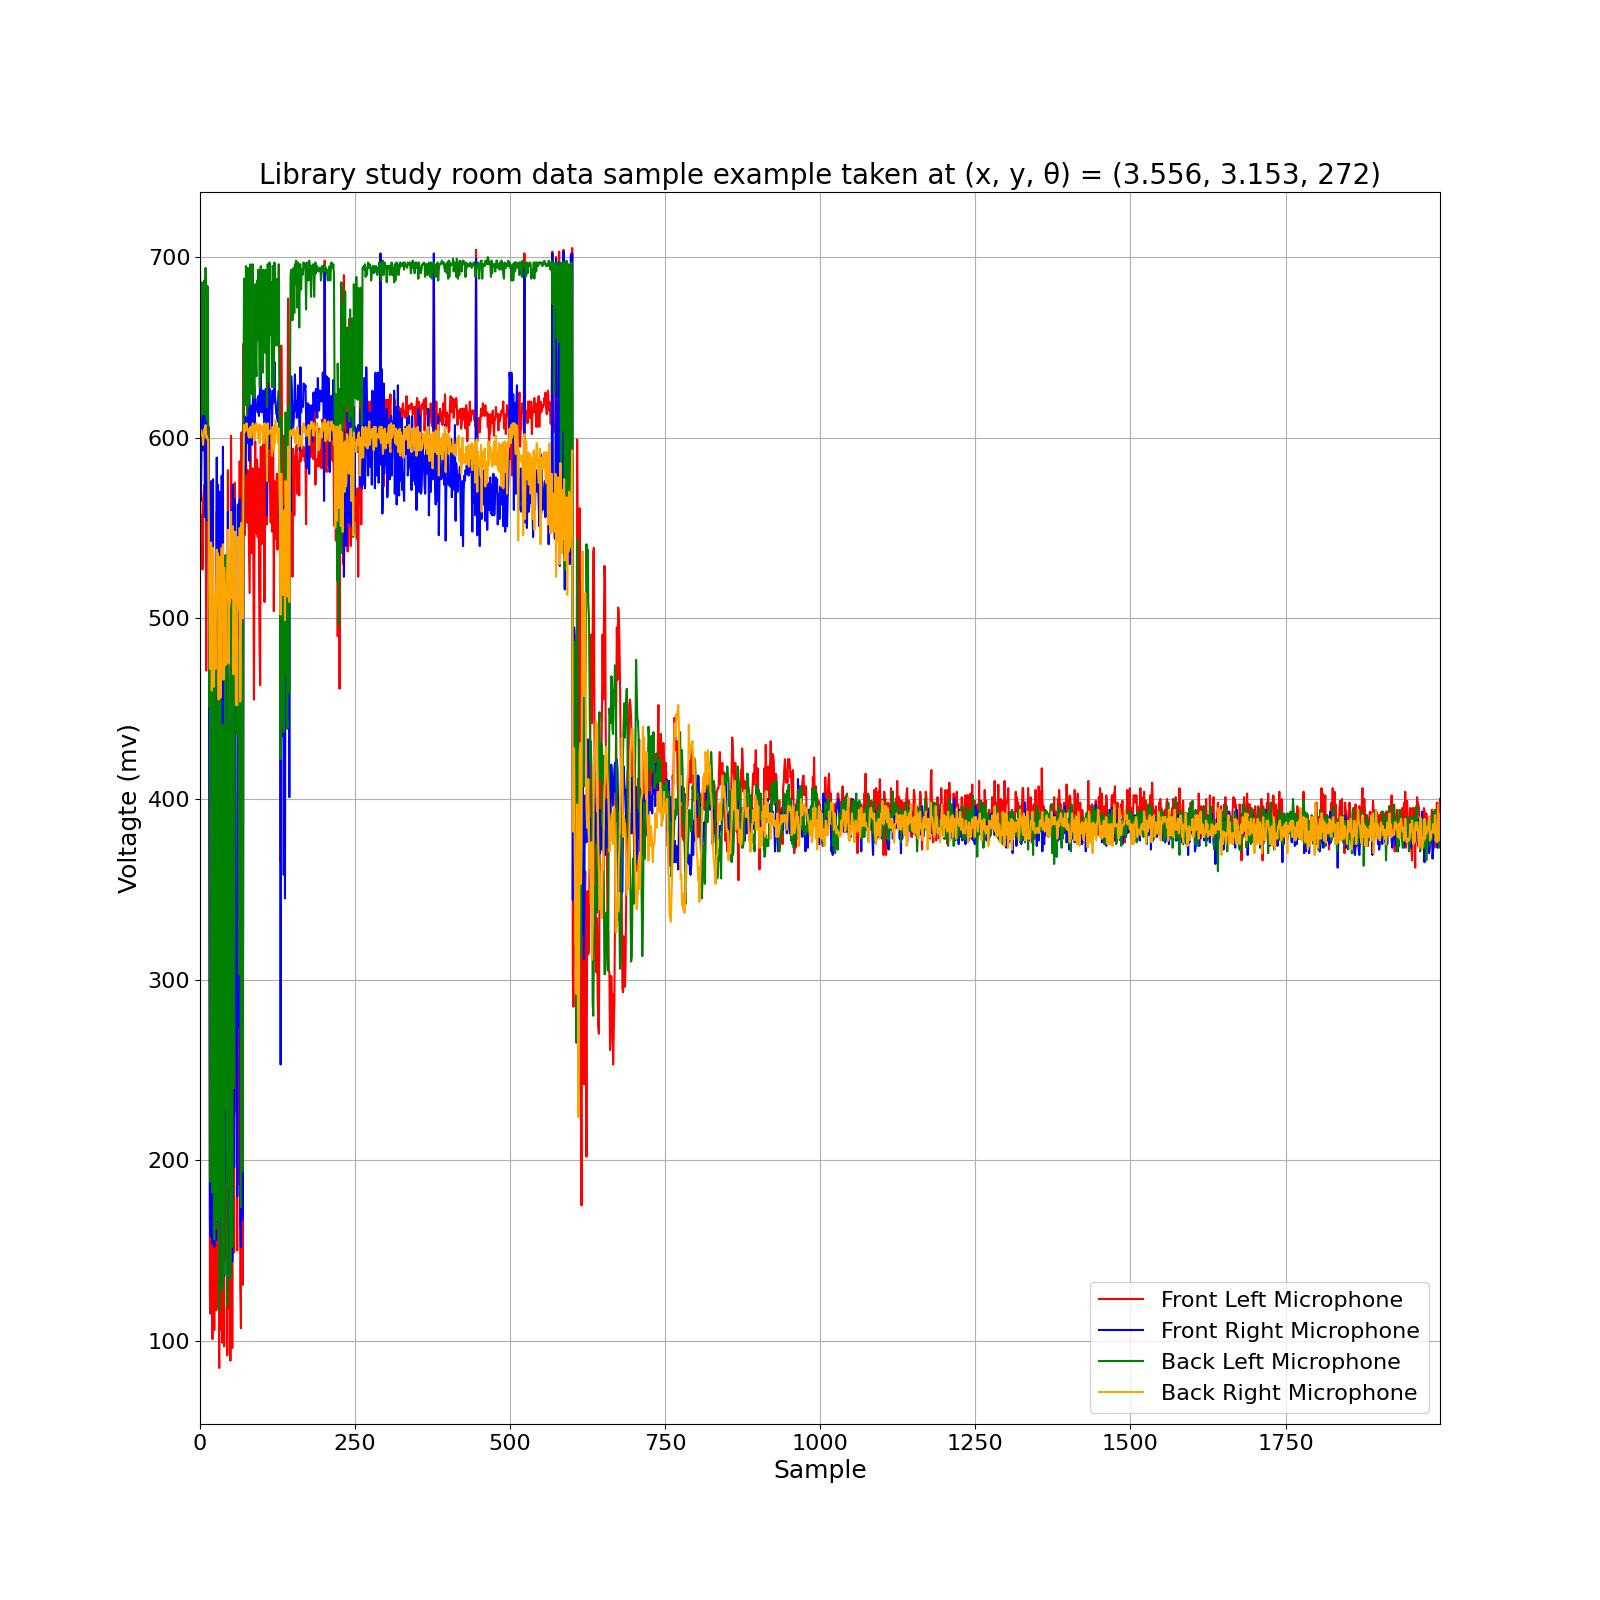 Library study room data sample example taken at (x, y, θ) = (3.556, 3.153, 272)
Voltagte (mv)
700
600
500
400
300
200
100
0 250 500 750 1000 1250 1500 1750
Sample
Front Left Microphone
Front Right Microphone
Back Left Microphone
Back Right Microphone